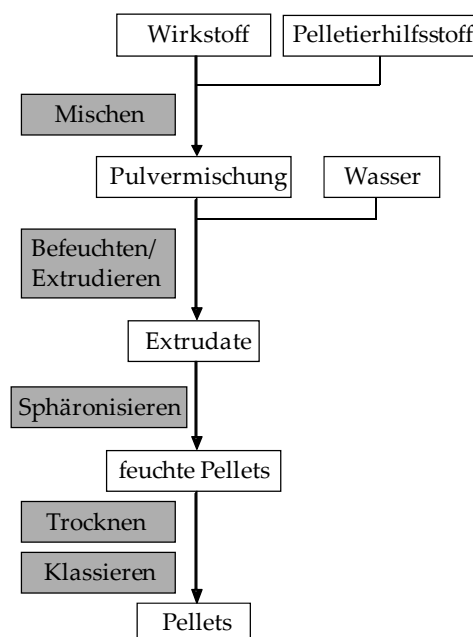 Wirkstoff
Pelletierhilfsstoff
Mischen
Pulvermischung
Wasser
Befeuchten/
Extrudieren
Extrudate
Sphäronisieren
feuchte Pellets
Trocknen
Klassieren
Pellets